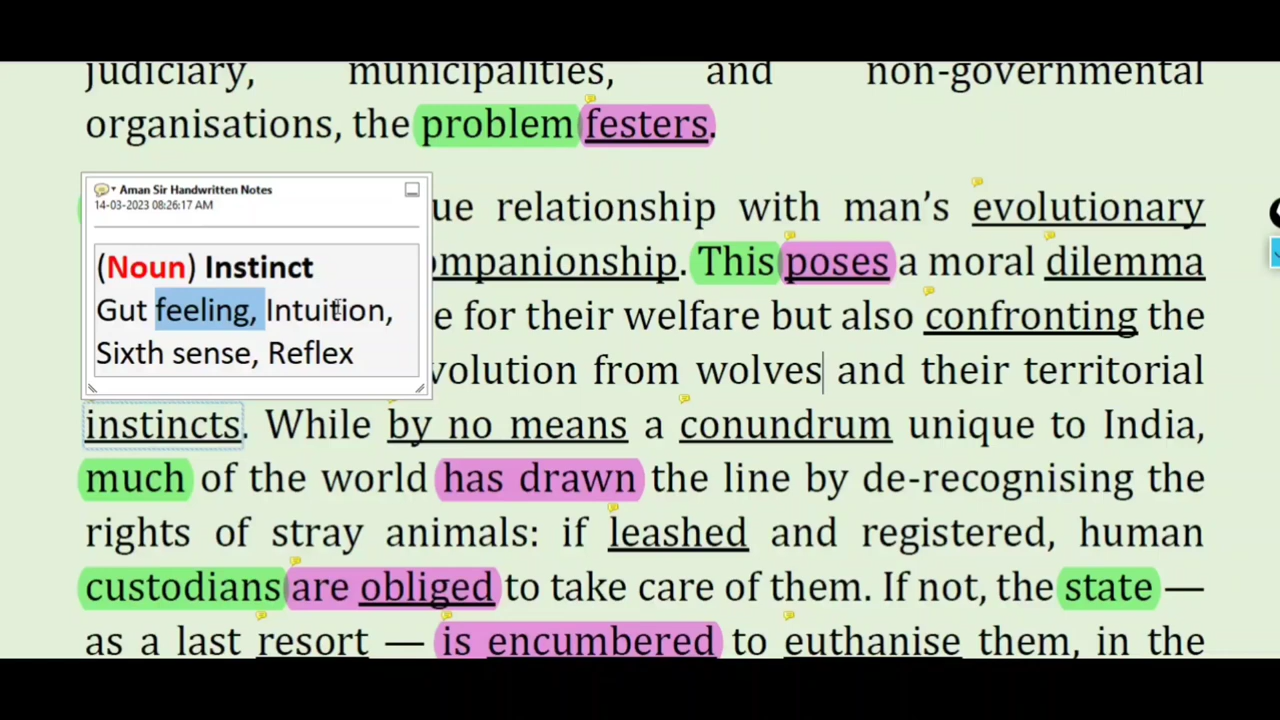 judiciary, municipalities, and non-governmental
organisations, the problem festers.
Aman Sir Handwritten Notes
14-03-2023 08:26:17 AM
(Noun) Instinct
Gut feeling, Intuition,
Sixth sense, Reflex
ue relationship with man's evolutionary
ompanionship. This poses a moral dilemma
e for their welfare but also confronting the
volution from wolves and their territorial
instincts. While by no means a conundrum unique to India,
much of the world has drawn the line by de-recognising the
rights of stray animals: if leashed and registered, human
custodians are obliged to take care of them. If not, the state —
as a last resort — is encumbered to euthanise them, in the